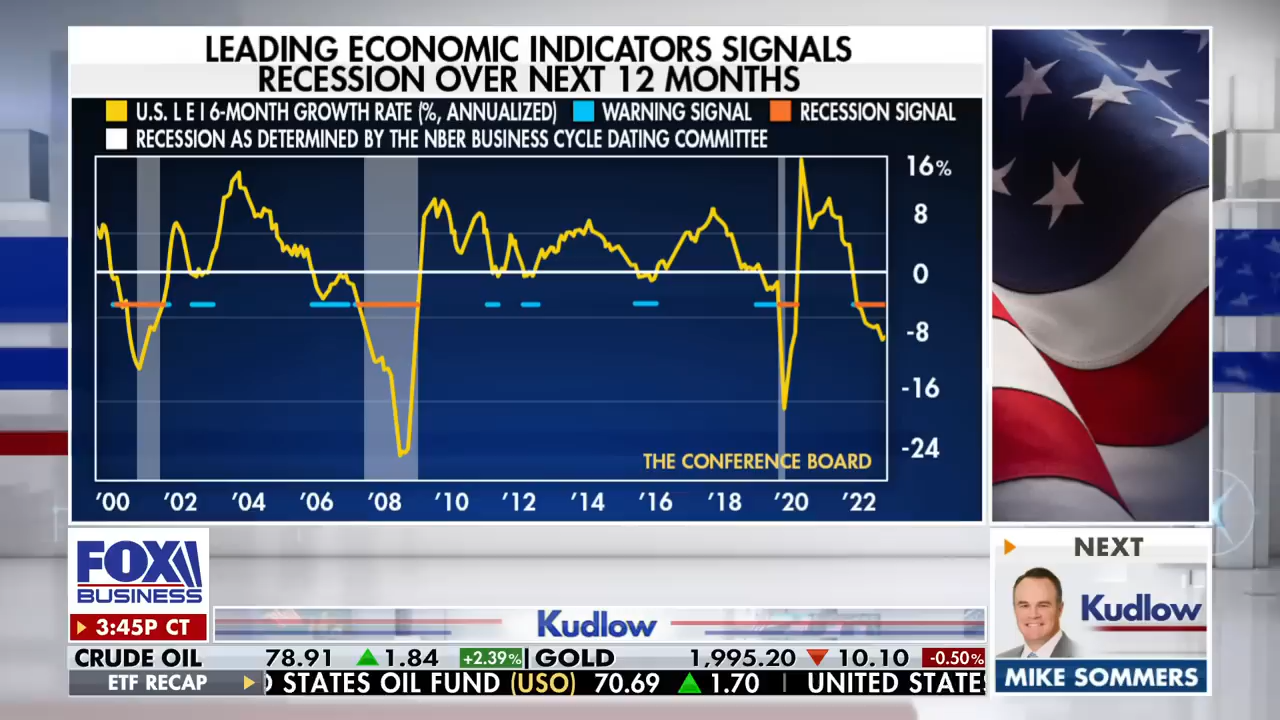 LEADING ECONOMIC INDICATORS SIGNALS
RECESSION OVER NEXT 12 MONTHS
U.S. L E I 6-MONTH GROWTH RATE (%, ANNUALIZED) WARNING SIGNAL RECESSION SIGNAL
RECESSION AS DETERMINED BY THE NBER BUSINESS CYCLE DATING COMMITTEE
16%
8
0
-8
-16
-24
THE CONFERENCE BOARD
'00 '02 '04 '06 '08 '10 '12 '14 '16 '18 '20 '22
FOX
BUSINESS
3:45P CT
Kudlow
NEXT
Kudlow
MIKE SOMMERS
CRUDE OIL 78.91 1.84 +2.39% GOLD 1,995.20 10.10 -0.50%
ETF RECAP STATES OIL FUND (USO) 70.69 1.70 UNITED STATE